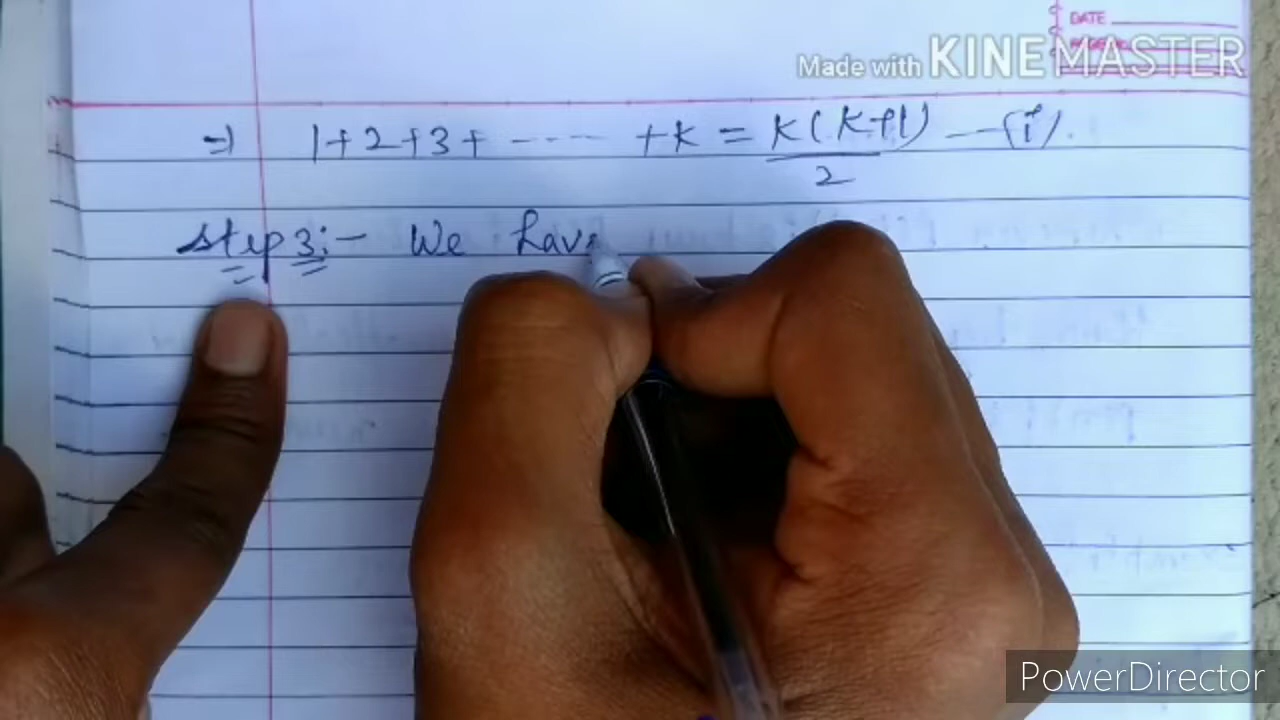 DATE
Made with KINEMASTER
⇒ 1+2+3+ ------ +K = K(K+1)/2 —(i).
Step 3:- We have
PowerDirector